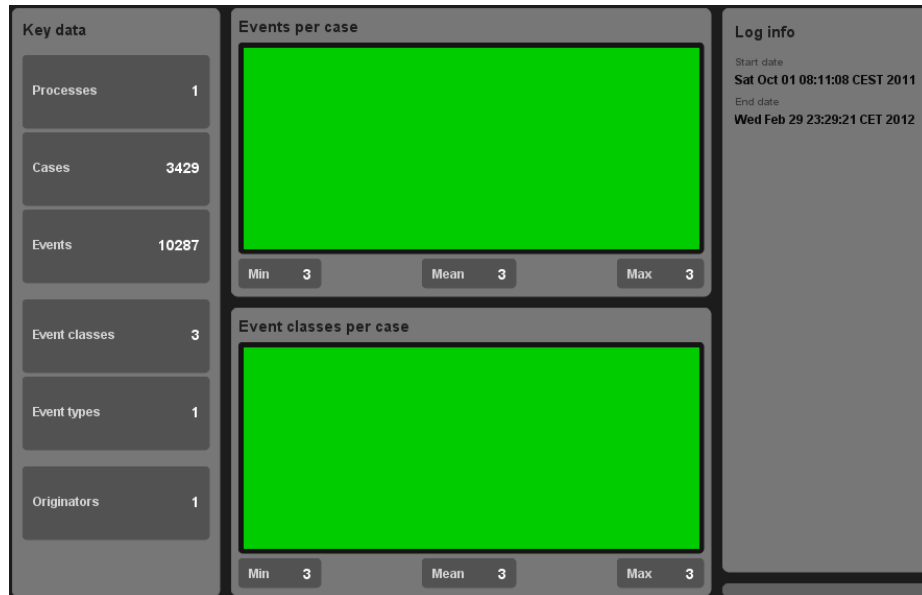 Key data
Processes 1
Cases 3429
Events 10287
Event classes 3
Event types 1
Originators 1
Events per case
Min 3 Mean 3 Max 3
Event classes per case
Min 3 Mean 3 Max 3
Log info
Start date
Sat Oct 01 08:11:08 CEST 2011
End date
Wed Feb 29 23:29:21 CET 2012